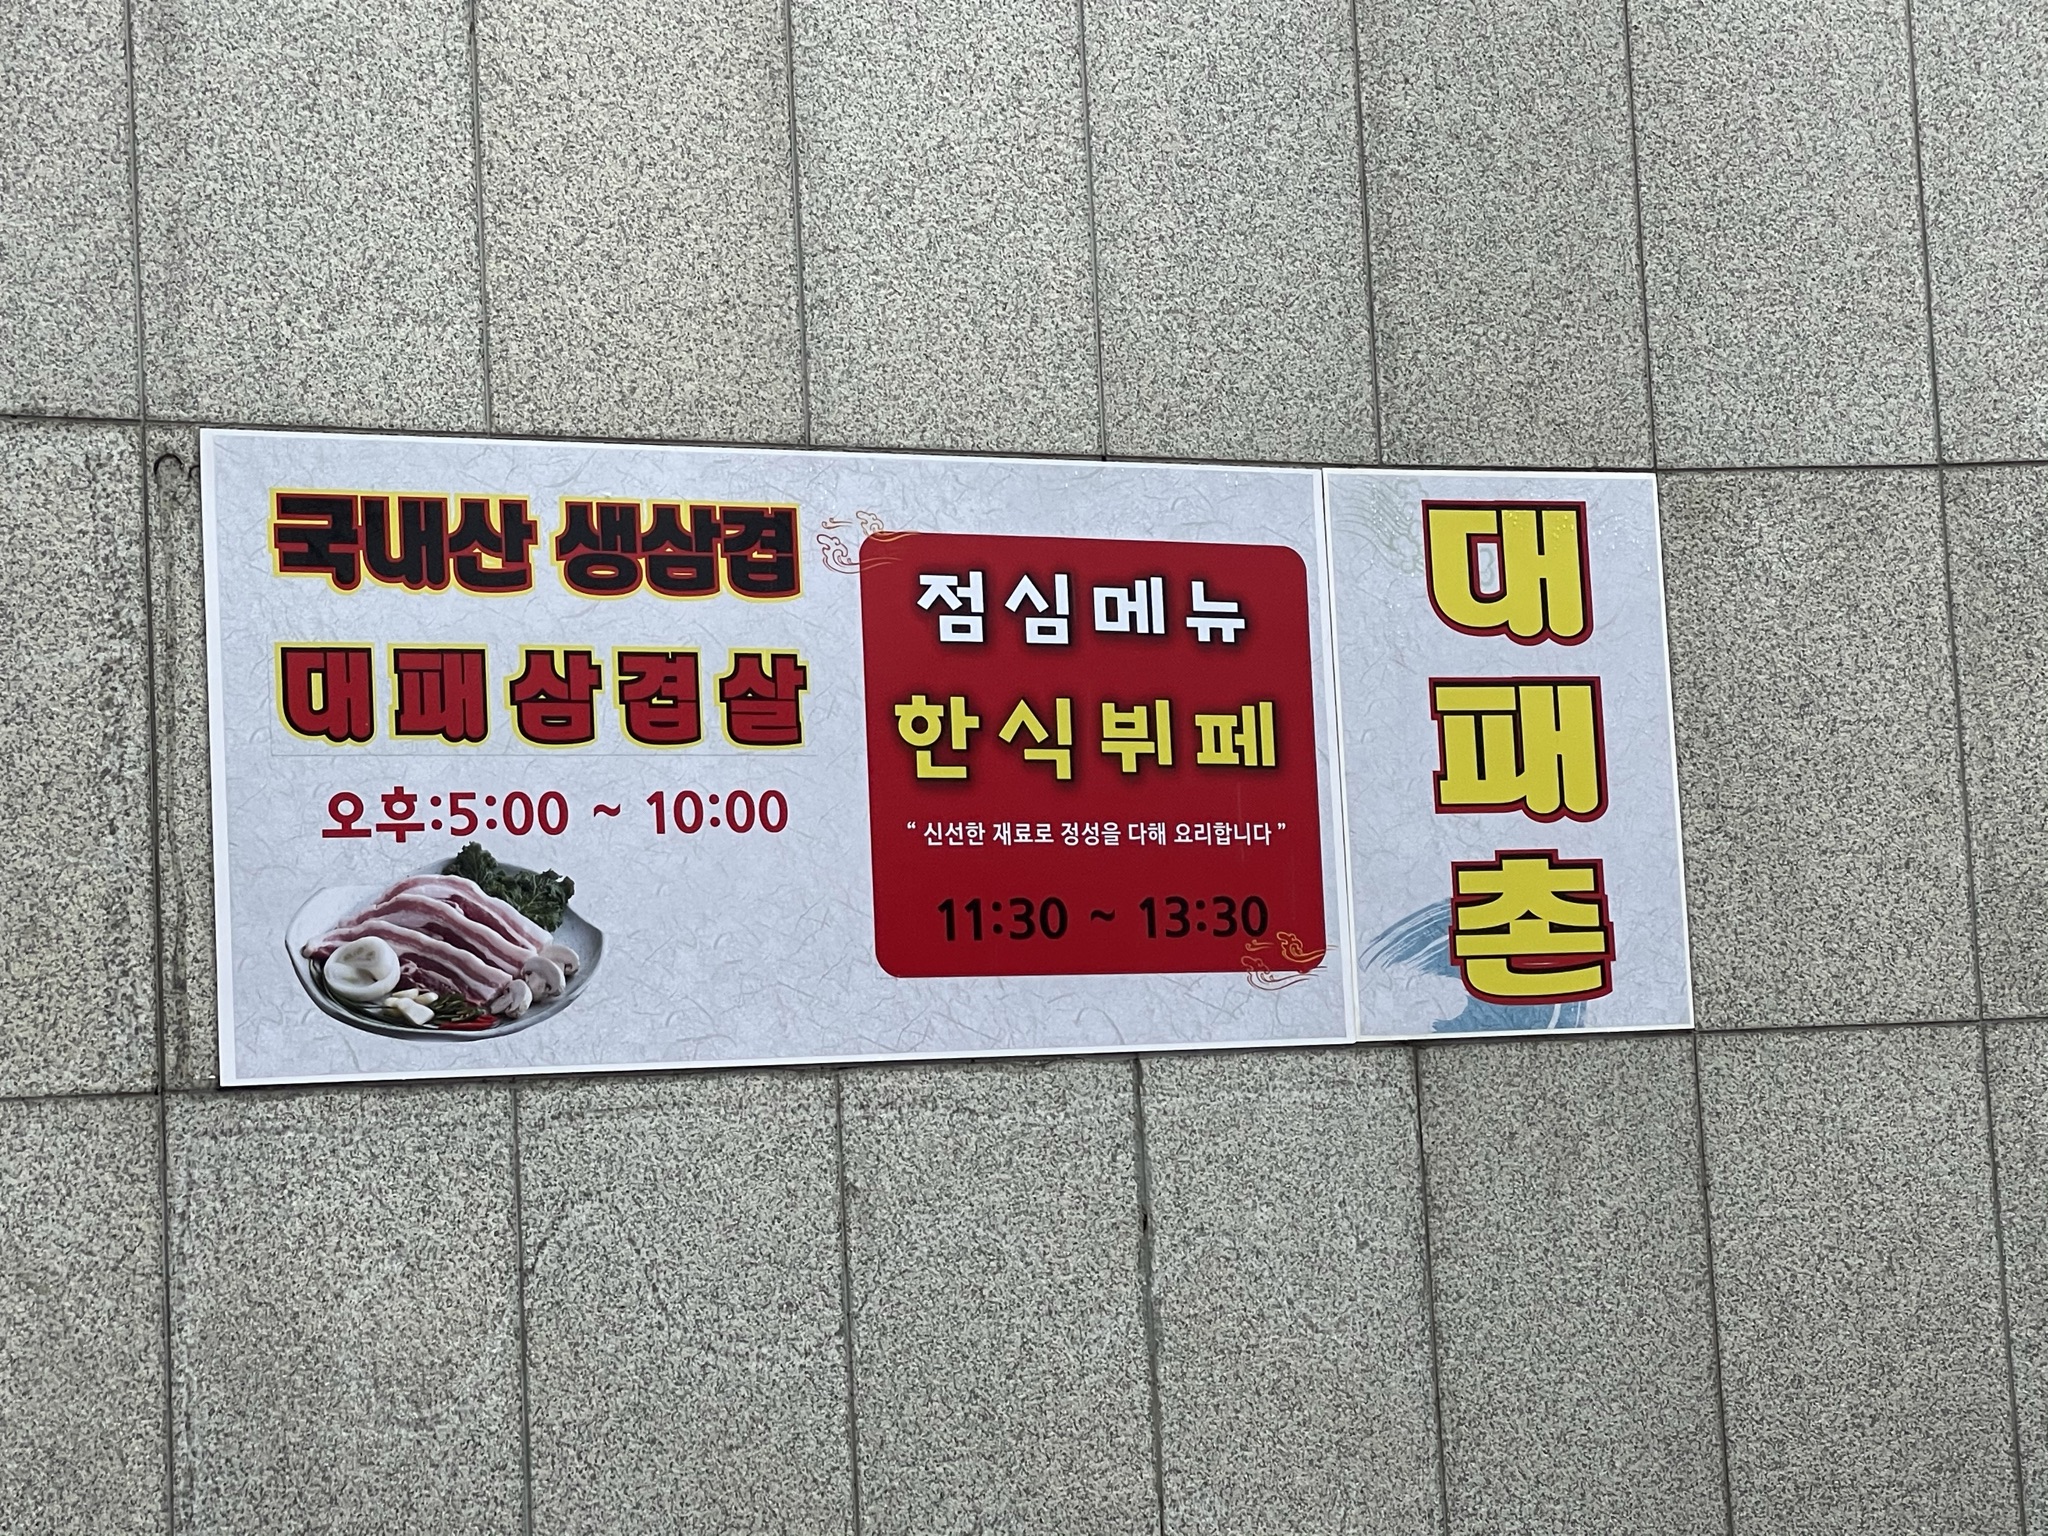 국내산 생삼겹
대패삼겹살
오후:5:00 ~ 10:00
점심메뉴
한식뷔페
“ 신선한 재료로 정성을 다해 요리합니다 ”
11:30 ~ 13:30
대
패
촌